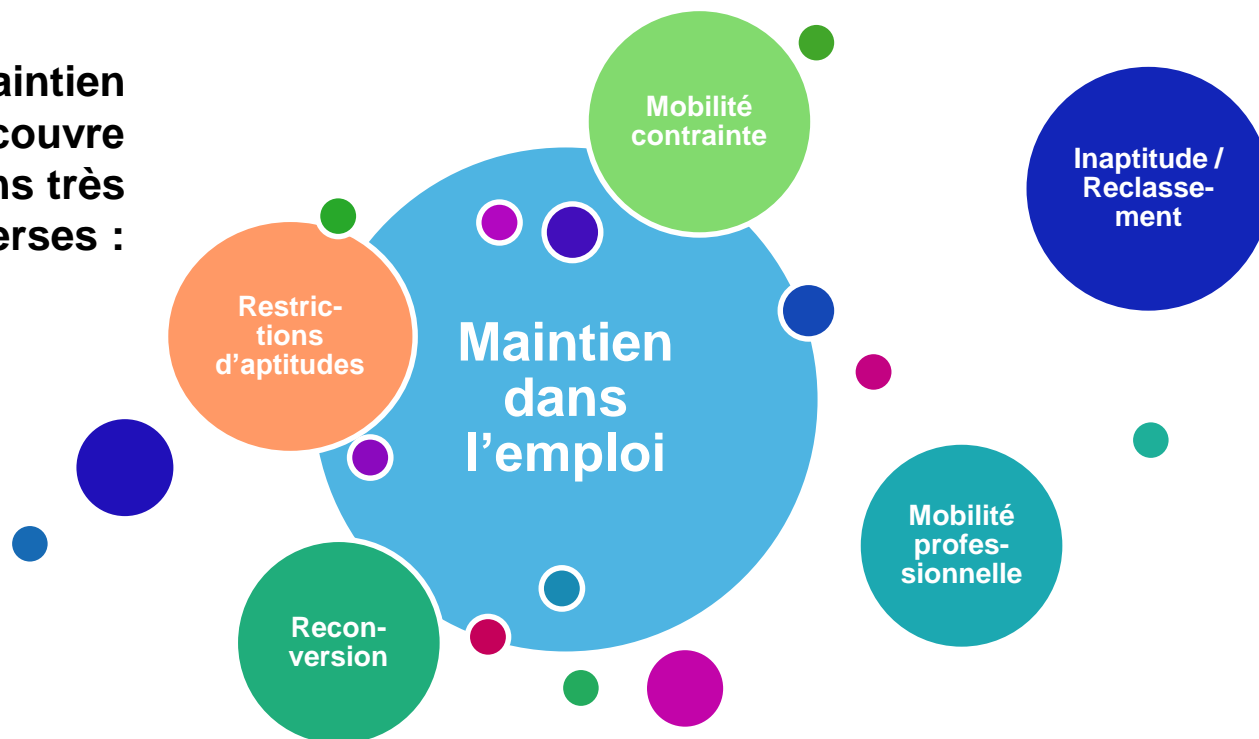 aintien
couvre
ns très
erses :
Mobilité
contrainte
Inaptitude /
Reclasse-
ment
Restric-
tions
d’aptitudes
Maintien
dans
l’emploi
Mobilité
profes-
sionnelle
Recon-
version